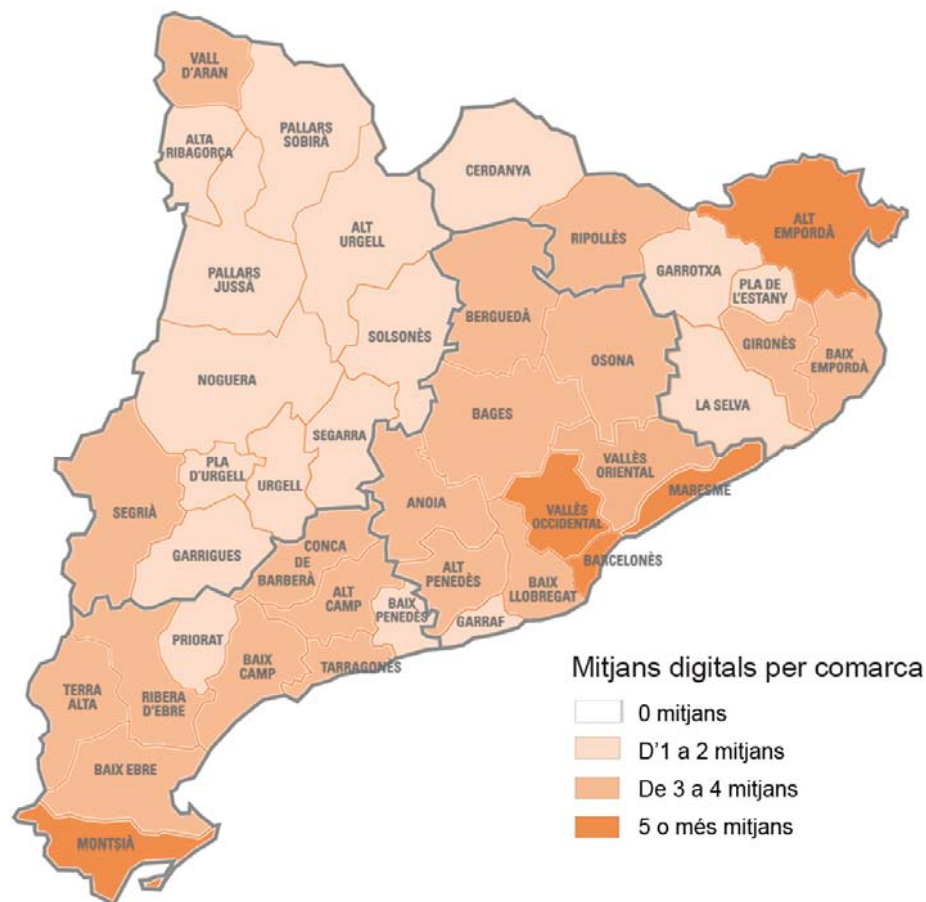 VALL
D'ARAN
ALTA
RIBAGORÇA
PALLARS
SOBIRÀ
CERDANYA
ALT
URGELL
RIPOLLÈS
ALT
EMPORDÀ
GARROTXA
PLA DE
L'ESTANY
PALLARS
JUSSÀ
SOLSONÈS
BERGUEDÀ
OSONA
GIRONÈS
BAIX
EMPORDÀ
NOGUERA
LA SELVA
BAGES
SEGARRA
PLA
D'URGELL
URGELL
SEGRIÀ
ANOIA
VALLÈS
ORIENTAL
MARESME
VALLÈS
OCCIDENTAL
GARRIGUES
CONCA
DE
BARBERÀ
BARCELONÈS
ALT
PENEDÈS
BAIX
LLOBREGAT
ALT
CAMP
BAIX
PENEDÈS
GARRAF
PRIORAT
BAIX
CAMP
TARRAGONÈS
TERRA
ALTA
RIBERA
D'EBRE
BAIX EBRE
MONTSIÀ
Mitjans digitals per comarca
0 mitjans
D'1 a 2 mitjans
De 3 a 4 mitjans
5 o més mitjans